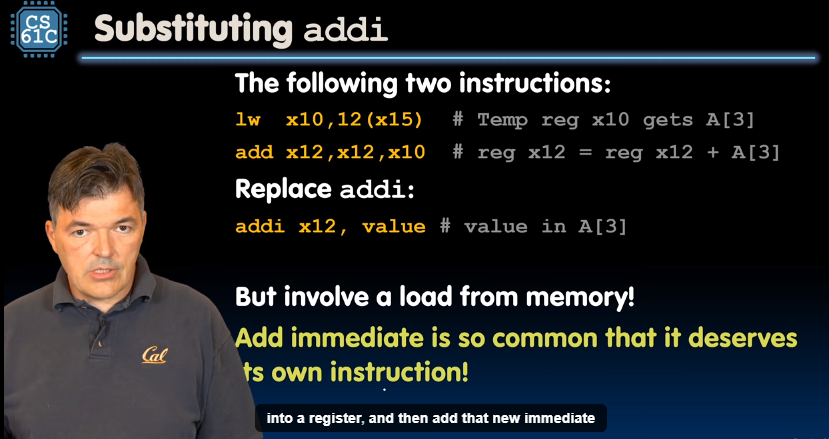 CS
61C
Substituting addi
The following two instructions:
lw x10,12(x15) # Temp reg x10 gets A[3]
add x12,x12,x10 # reg x12 = reg x12 + A[3]
Replace addi:
addi x12, value # value in A[3]
But involve a load from memory!
Add immediate is so common that it deserves
ts own instruction!
Cal
into a register, and then add that new immediate